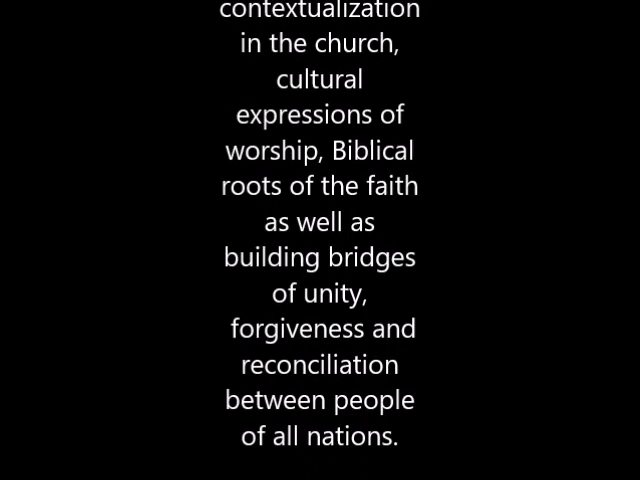 contextualization
in the church,
cultural
expressions of
worship, Biblical
roots of the faith
as well as
building bridges
of unity,
forgiveness and
reconciliation
between people
of all nations.